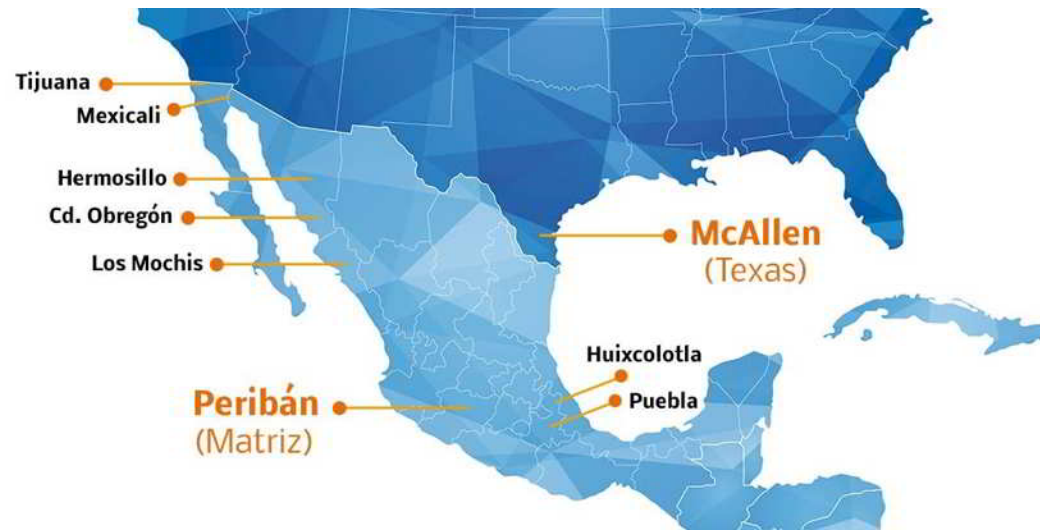 Tijuana
Mexicali
Hermosillo
Cd. Obregón
Los Mochis
McAllen
(Texas)
Huixcolotla
Puebla
Peribán
(Matriz)